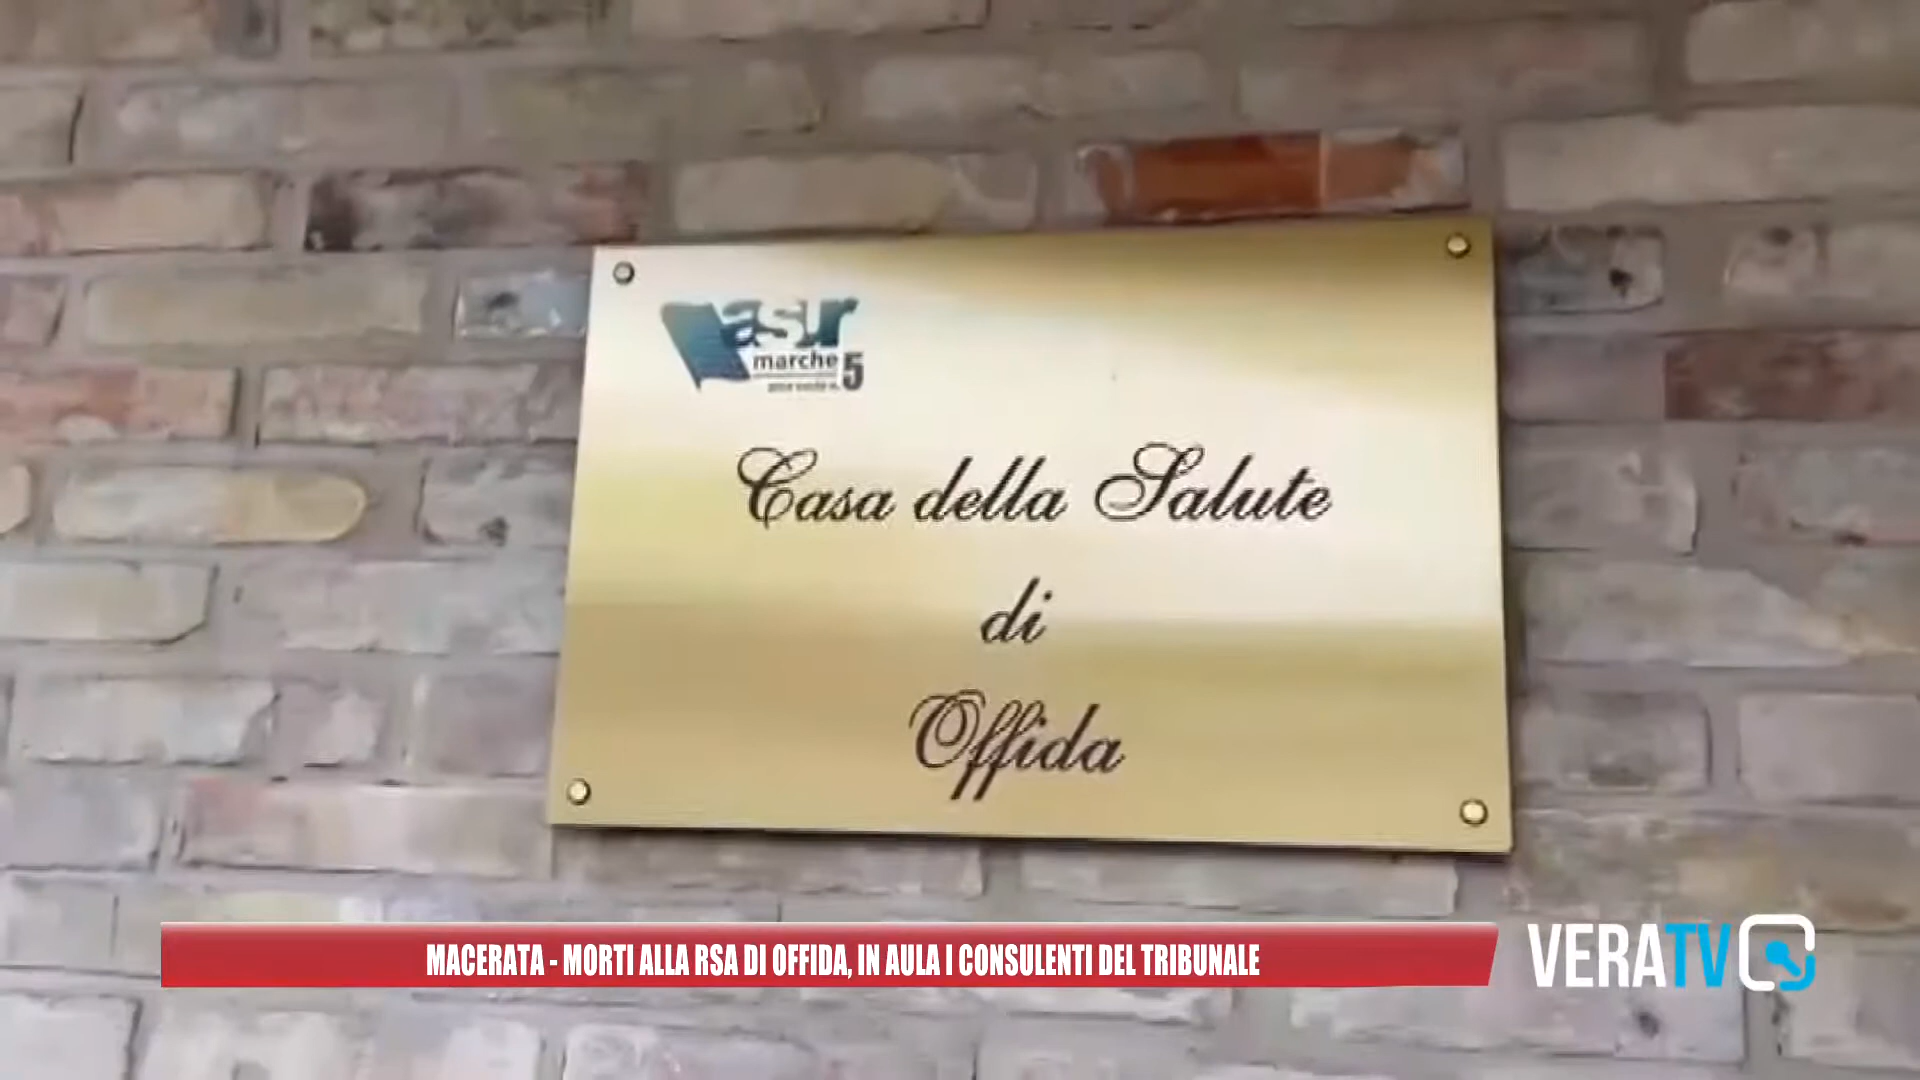 asur
marche 5
Casa della Salute
di
Offida
MACERATA - MORTI ALLA RSA DI OFFIDA, IN AULA I CONSULENTI DEL TRIBUNALE
VERATV